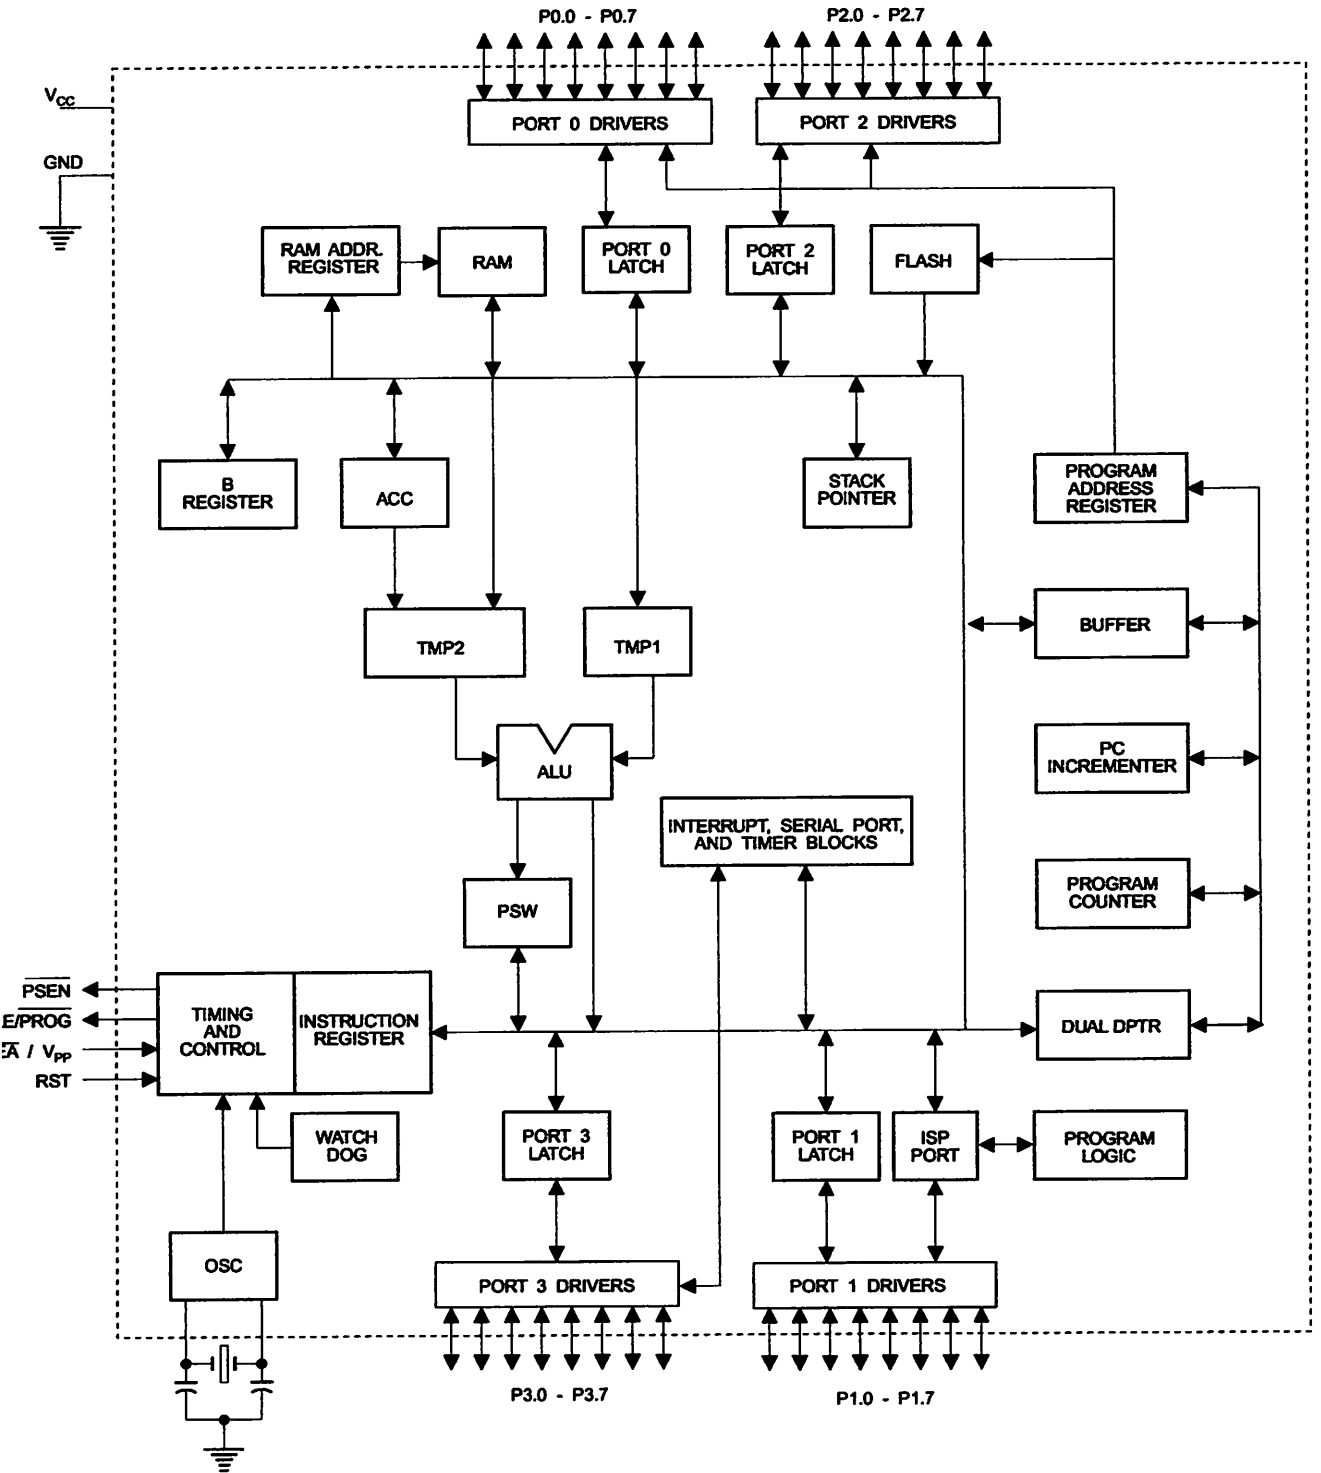 P0.0 - P0.7
P2.0 - P2.7
VCC
GND
PORT 0 DRIVERS
PORT 2 DRIVERS
RAM ADDR.
REGISTER
RAM
PORT 0
LATCH
PORT 2
LATCH
FLASH
B
REGISTER
ACC
STACK
POINTER
PROGRAM
ADDRESS
REGISTER
TMP2
TMP1
BUFFER
ALU
PC
INCREMENTER
INTERRUPT, SERIAL PORT,
AND TIMER BLOCKS
PSW
PROGRAM
COUNTER
PSEN
E/PROG
EA / VPP
RST
TIMING
AND
CONTROL
INSTRUCTION
REGISTER
DUAL DPTR
WATCH
DOG
PORT 3
LATCH
PORT 1
LATCH
ISP
PORT
PROGRAM
LOGIC
OSC
PORT 3 DRIVERS
PORT 1 DRIVERS
P3.0 - P3.7
P1.0 - P1.7